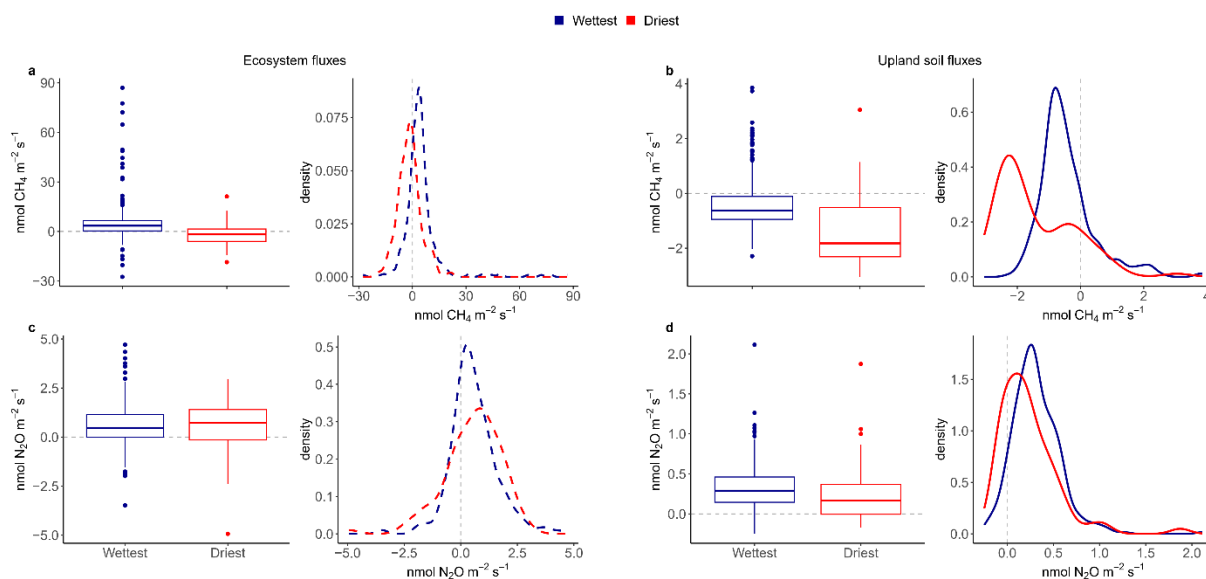 Wettest Driest
Ecosystem fluxes
Upland soil fluxes
a
nmol CH₄ m⁻² s⁻¹
90
60
30
0
−30
density
0.075
0.050
0.025
0.000
−30 0 30 60 90
nmol CH₄ m⁻² s⁻¹
b
nmol CH₄ m⁻² s⁻¹
4
2
0
−2
density
0.6
0.4
0.2
0.0
−2 0 2 4
nmol CH₄ m⁻² s⁻¹
c
nmol N₂O m⁻² s⁻¹
5.0
2.5
0.0
−2.5
−5.0
Wettest Driest
density
0.5
0.4
0.3
0.2
0.1
0.0
−5.0 −2.5 0.0 2.5 5.0
nmol N₂O m⁻² s⁻¹
d
nmol N₂O m⁻² s⁻¹
2.0
1.5
1.0
0.5
0.0
Wettest Driest
density
1.5
1.0
0.5
0.0
0.0 0.5 1.0 1.5 2.0
nmol N₂O m⁻² s⁻¹